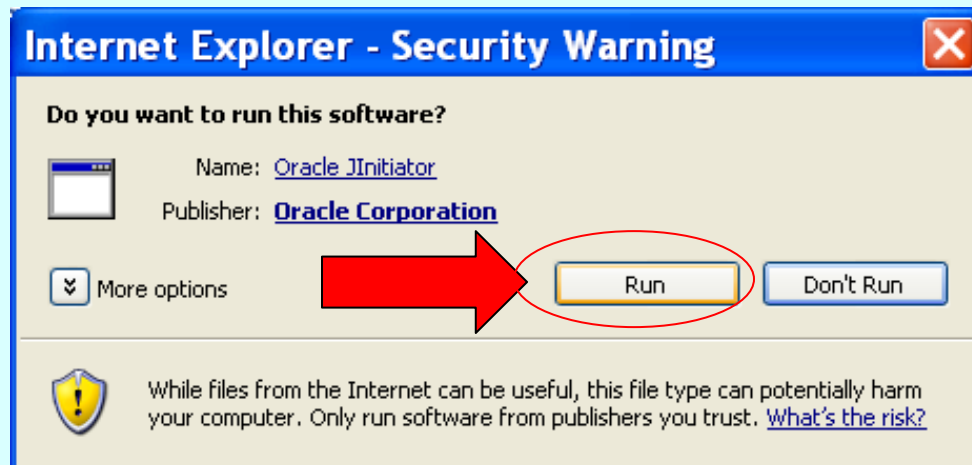 Internet Explorer - Security Warning
Do you want to run this software?
Name: Oracle JInitiator
Publisher: Oracle Corporation
More options
Run
Don't Run
While files from the Internet can be useful, this file type can potentially harm
your computer. Only run software from publishers you trust. What's the risk?